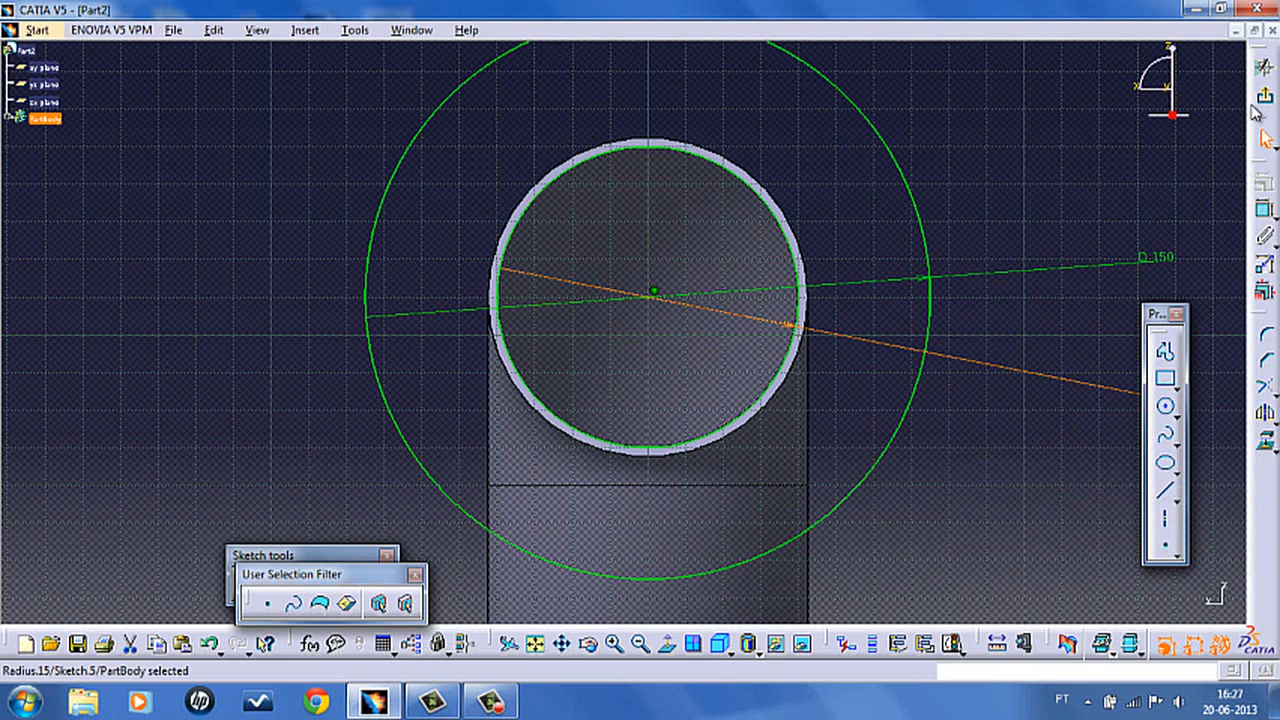 CATIA V5 - [Part2]
Start ENOVIA V5 VPM File Edit View Insert Tools Window Help
Part2
xy plane
yz plane
zx plane
PartBody
z
x
y
D 150
Pr...
Sketch tools
User Selection Filter
z
f(x)
CATIA
Radius.15/Sketch.5/PartBody selected
hp
PT
16:27
20-06-2013